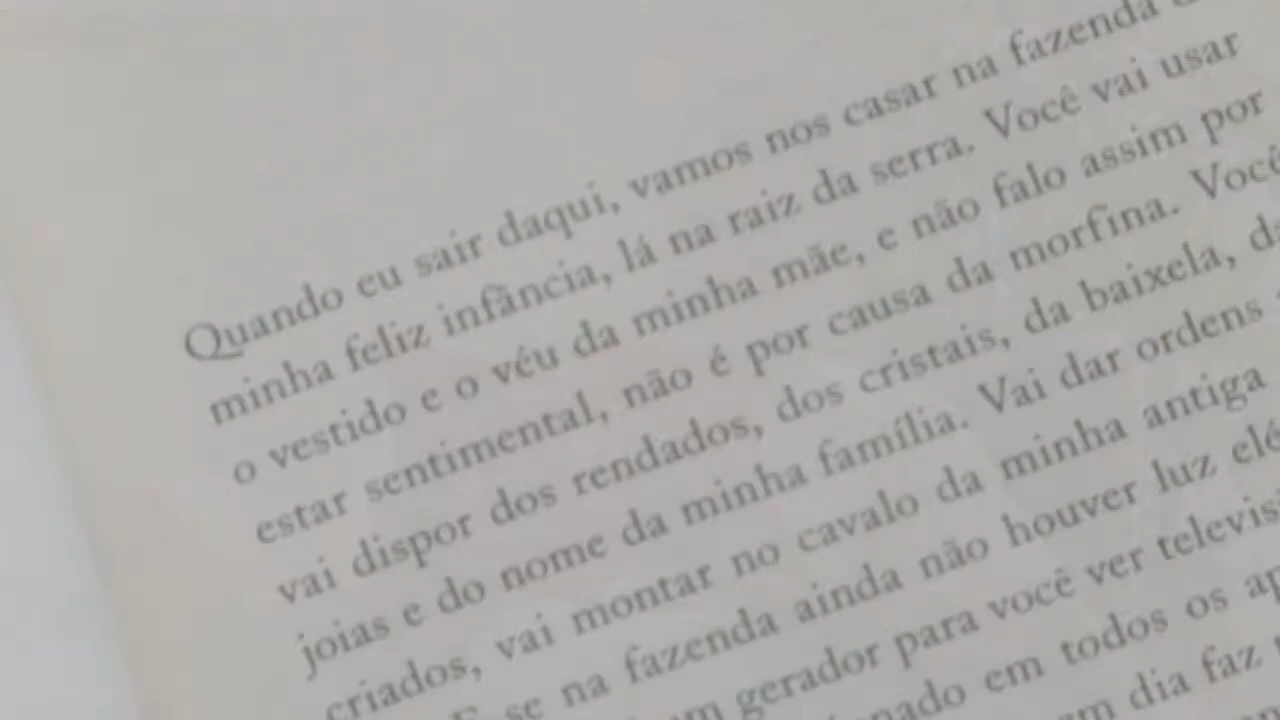 Quando eu sair daqui, vamos nos casar na fazenda
minha feliz infância, lá na raiz da serra. Você vai usar
o vestido e o véu da minha mãe, e não falo assim por
estar sentimental, não é por causa da morfina. Você
vai dispor dos rendados, dos cristais, da baixela,
joias e do nome da minha família. Vai dar ordens
criados, vai montar no cavalo da minha antiga
E se na fazenda ainda não houver luz
gerador para você ver
em todos os
dia faz